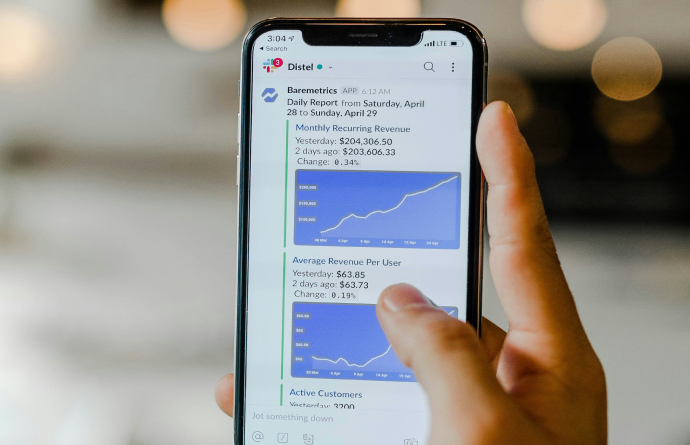 3:04
LTE
Search
3
Distel
Baremetrics APP 6:12 AM
Daily Report from Saturday, April
28 to Sunday, April 29
Monthly Recurring Revenue
Yesterday: $204,306.50
2 days ago: $203,606.33
Change: 0.34%
Average Revenue Per User
Yesterday: $63.85
2 days ago: $63.73
Change: 0.19%
Active Customers
Yesterday: 3200
Jot something down